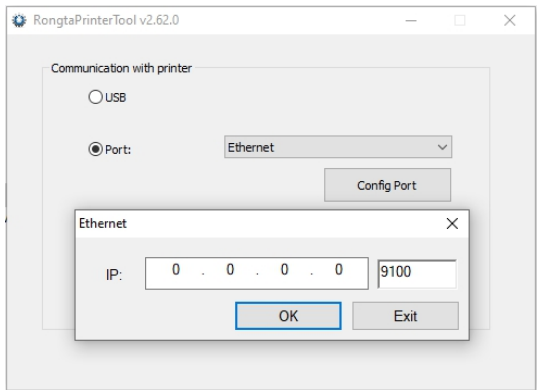 RongtaPrinterTool v2.62.0
Communication with printer
USB
Port:
Ethernet
Config Port
Ethernet
IP:
0 . 0 . 0 . 0
9100
OK
Exit